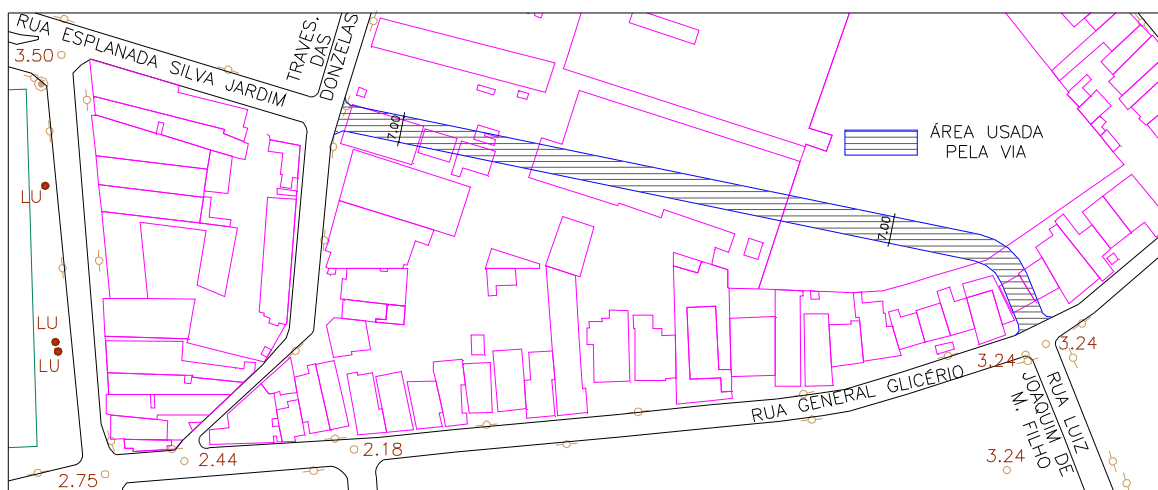 RUA ESPLANADA SILVA JARDIM
TRAVES.
DAS
DONZELAS
3.50
7.00
ÁREA USADA
PELA VIA
LU
7.00
LU
LU
3.24
3.24
RUA GENERAL GLICÉRIO
RUA LUIZ
JOAQUIM DE
M. FILHO
2.18
2.44
3.24
2.75